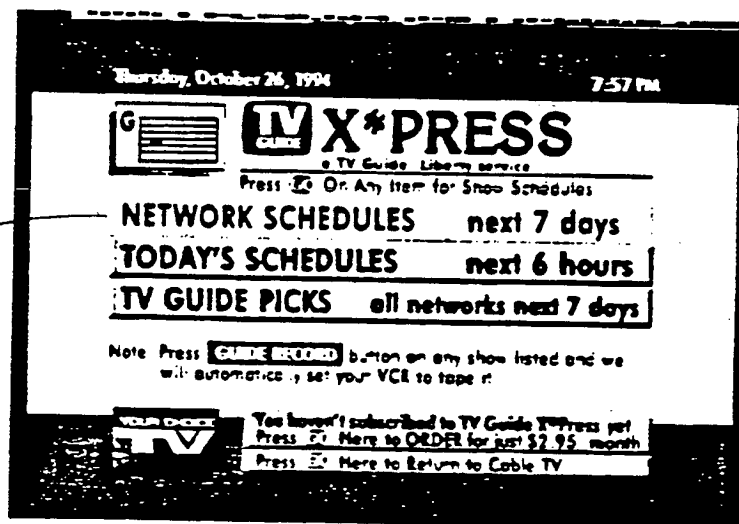 Thursday, October 26, 1994 7:57 PM
G
TV GUIDE X*PRESS
a TV Guide Liberty service
Press On Any Item for Show Schedules
NETWORK SCHEDULES next 7 days
TODAY'S SCHEDULES next 6 hours
TV GUIDE PICKS all networks next 7 days
Note Press GUIDE RECORD button on any show listed and we
will automatically set your VCR to tape it
YOUR CHOICE TV
You haven't subscribed to TV Guide X*Press yet
Press Here to ORDER for just $2.95 month
Press Here to Return to Cable TV